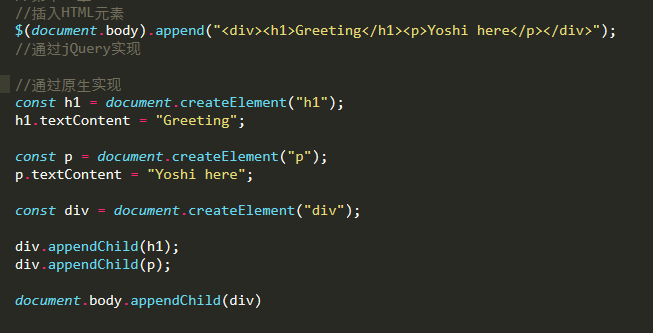 //插入HTML元素
$(document.body).append("<div><h1>Greeting</h1><p>Yoshi here</p></div>");
//通过jQuery实现
//通过原生实现
const h1 = document.createElement("h1");
h1.textContent = "Greeting";
const p = document.createElement("p");
p.textContent = "Yoshi here";
const div = document.createElement("div");
div.appendChild(h1);
div.appendChild(p);
document.body.appendChild(div)